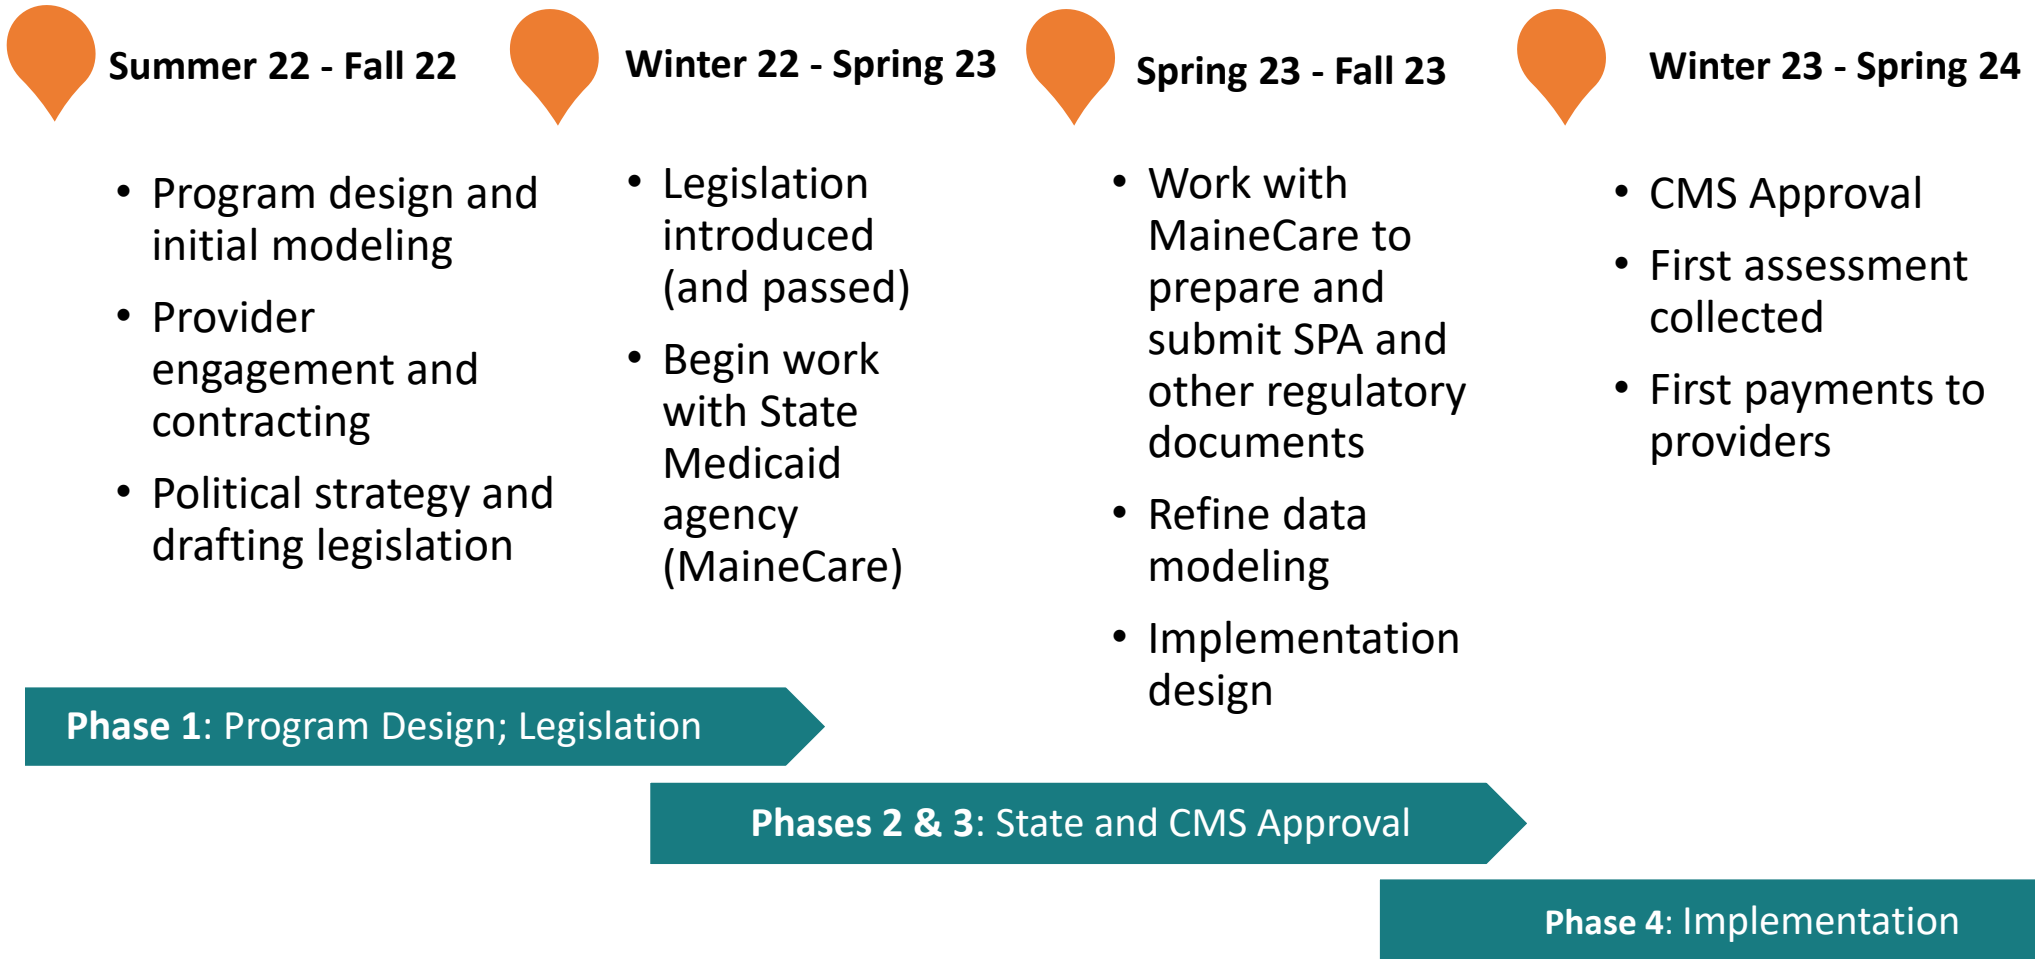 Summer 22 - Fall 22
• Program design and
initial modeling
• Provider
engagement and
contracting
• Political strategy and
drafting legislation
Winter 22 - Spring 23
• Legislation
introduced
(and passed)
• Begin work
with State
Medicaid
agency
(MaineCare)
Spring 23 - Fall 23
• Work with
MaineCare to
prepare and
submit SPA and
other regulatory
documents
• Refine data
modeling
• Implementation
design
Winter 23 - Spring 24
• CMS Approval
• First assessment
collected
• First payments to
providers
Phase 1: Program Design; Legislation
Phases 2 & 3: State and CMS Approval
Phase 4: Implementation